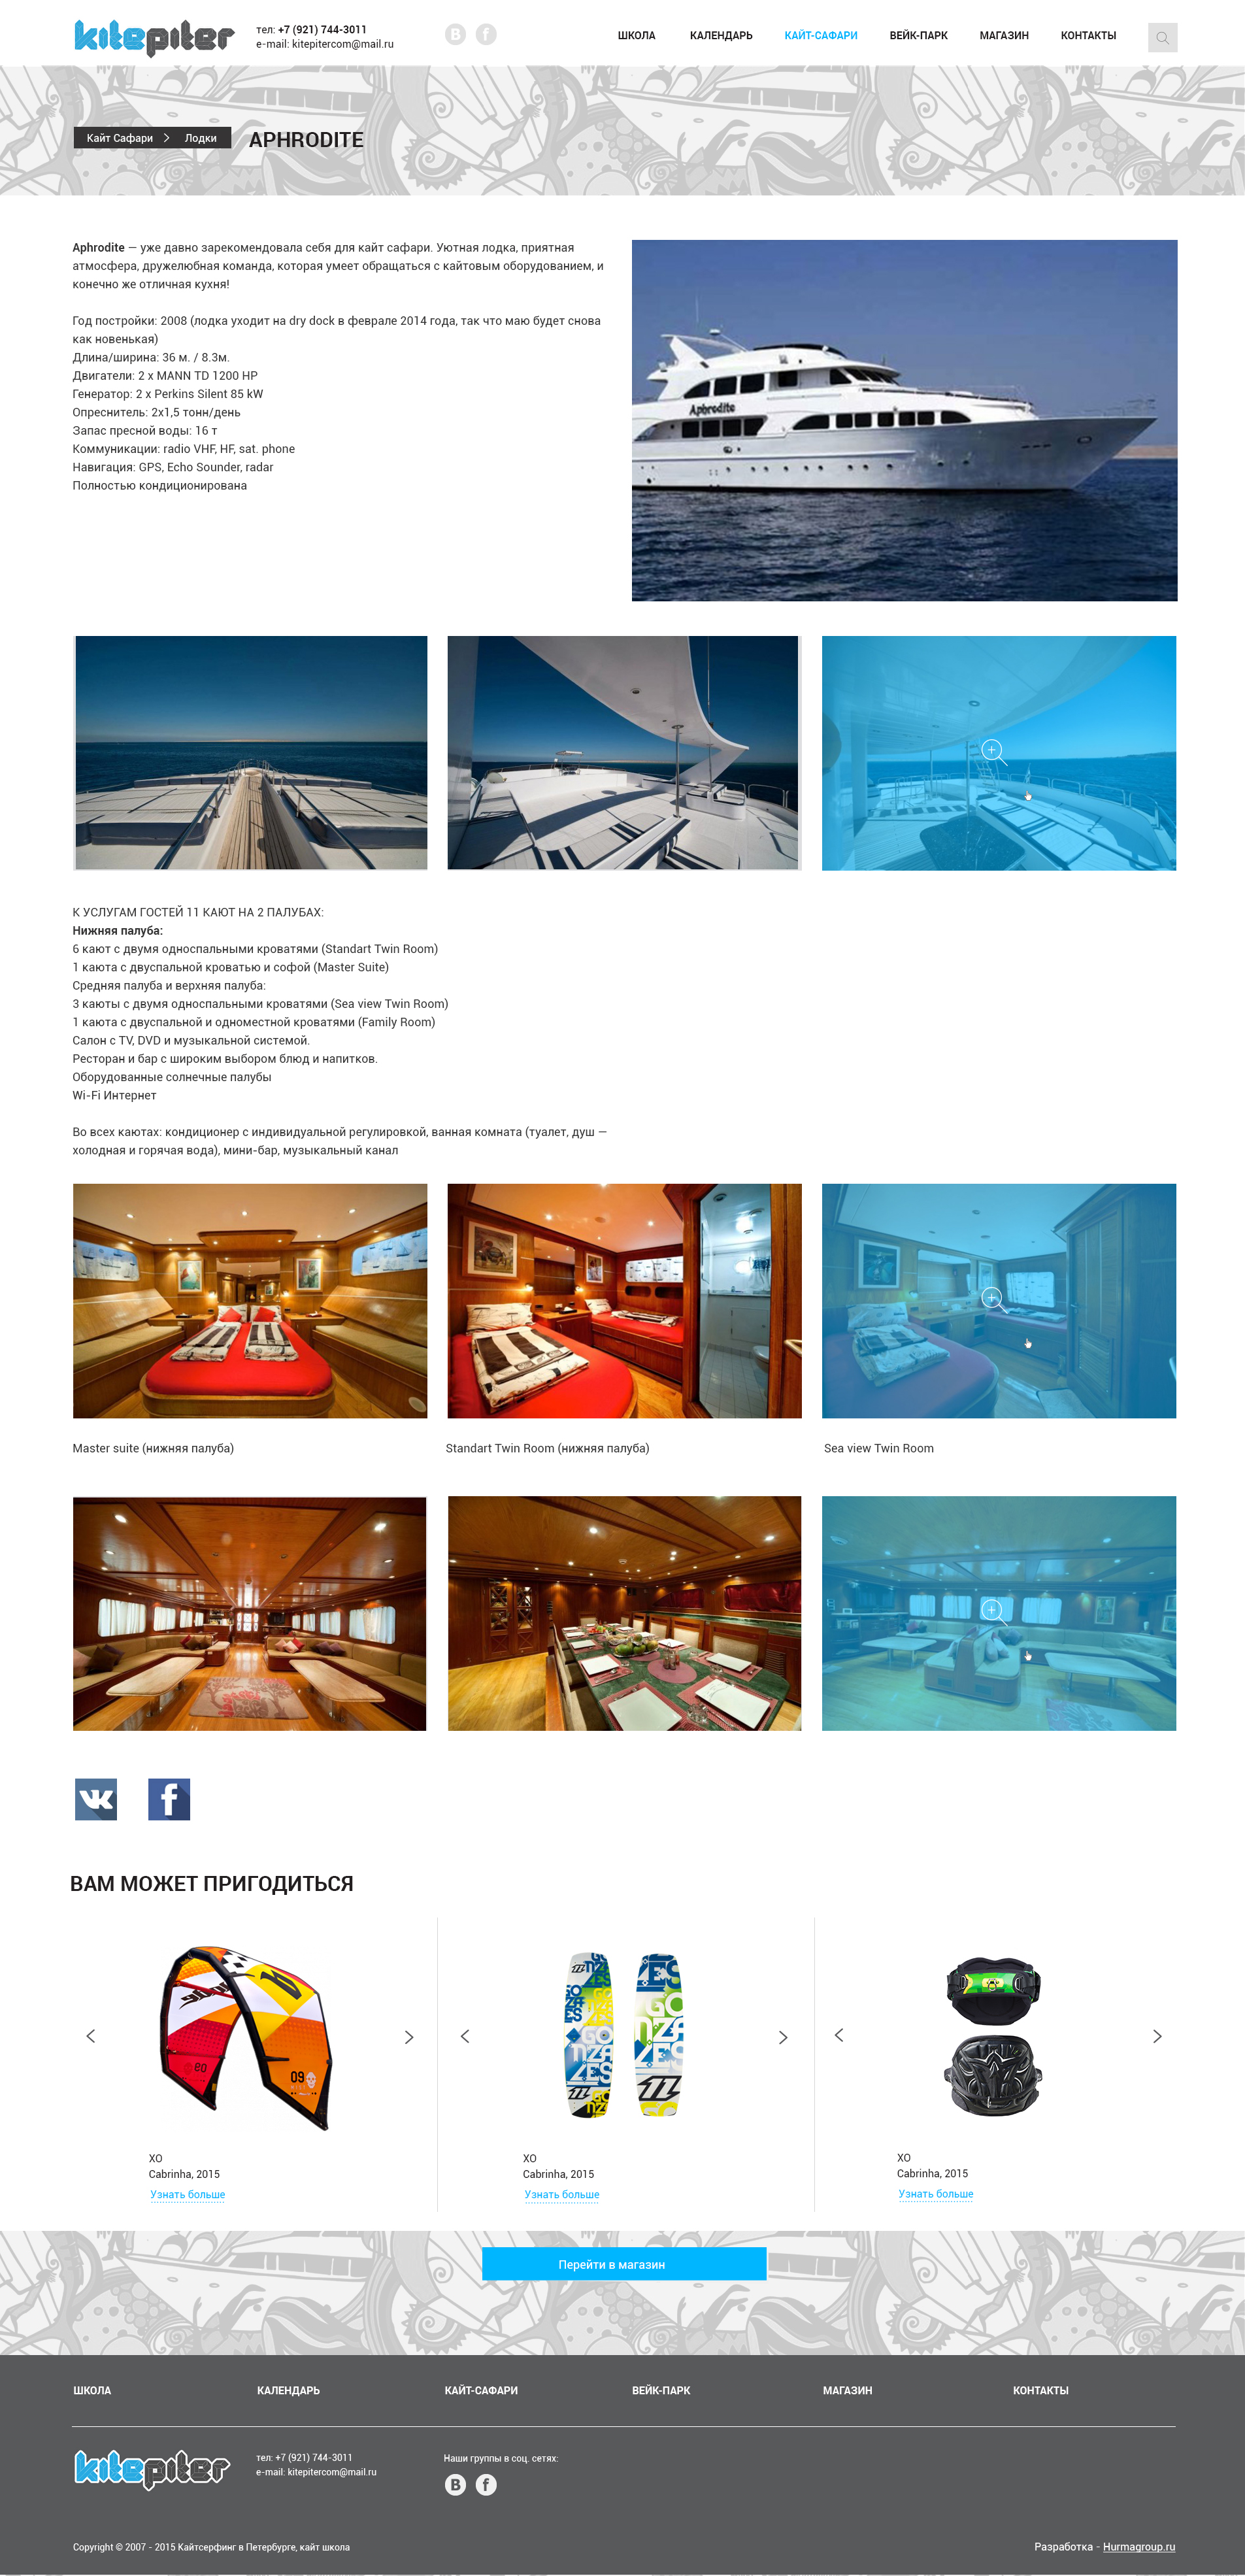 kitepiter
тел: +7 (921) 744-3011
e-mail: kitepitercom@mail.ru
B f
ШКОЛА КАЛЕНДАРЬ КАЙТ-САФАРИ ВЕЙК-ПАРК МАГАЗИН КОНТАКТЫ
Кайт Сафари > Лодки
APHRODITE
Aphrodite — уже давно зарекомендовала себя для кайт сафари. Уютная лодка, приятная
атмосфера, дружелюбная команда, которая умеет обращаться с кайтовым оборудованием, и
конечно же отличная кухня!
Год постройки: 2008 (лодка уходит на dry dock в феврале 2014 года, так что маю будет снова
как новенькая)
Длина/ширина: 36 м. / 8.3м.
Двигатели: 2 x MANN TD 1200 HP
Генератор: 2 x Perkins Silent 85 kW
Опреснитель: 2x1,5 тонн/день
Запас пресной воды: 16 т
Коммуникации: radio VHF, HF, sat. phone
Навигация: GPS, Echo Sounder, radar
Полностью кондиционирована
Aphrodite
К УСЛУГАМ ГОСТЕЙ 11 КАЮТ НА 2 ПАЛУБАХ:
Нижняя палуба:
6 кают с двумя односпальными кроватями (Standart Twin Room)
1 каюта с двуспальной кроватью и софой (Master Suite)
Средняя палуба и верхняя палуба:
3 каюты с двумя односпальными кроватями (Sea view Twin Room)
1 каюта с двуспальной и одноместной кроватями (Family Room)
Салон с TV, DVD и музыкальной системой.
Ресторан и бар с широким выбором блюд и напитков.
Оборудованные солнечные палубы
Wi-Fi Интернет
Во всех каютах: кондиционер с индивидуальной регулировкой, ванная комната (туалет, душ —
холодная и горячая вода), мини-бар, музыкальный канал
Master suite (нижняя палуба)
Standart Twin Room (нижняя палуба)
Sea view Twin Room
VK f
ВАМ МОЖЕТ ПРИГОДИТЬСЯ
09
GONZALES
XO
Cabrinha, 2015
Узнать больше
XO
Cabrinha, 2015
Узнать больше
XO
Cabrinha, 2015
Узнать больше
Перейти в магазин
ШКОЛА КАЛЕНДАРЬ КАЙТ-САФАРИ ВЕЙК-ПАРК МАГАЗИН КОНТАКТЫ
kitepiter
тел: +7 (921) 744-3011
e-mail: kitepitercom@mail.ru
Наши группы в соц. сетях:
B f
Copyright © 2007 - 2015 Кайтсерфинг в Петербурге, кайт школа
Разработка - Hurmagroup.ru